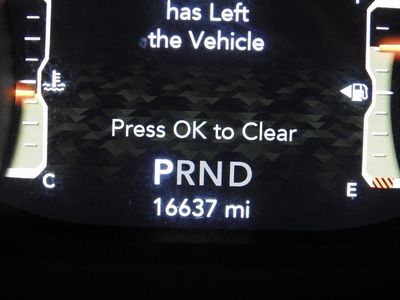 has Left
the Vehicle
Press OK to Clear
PRND
C
E
16637 mi